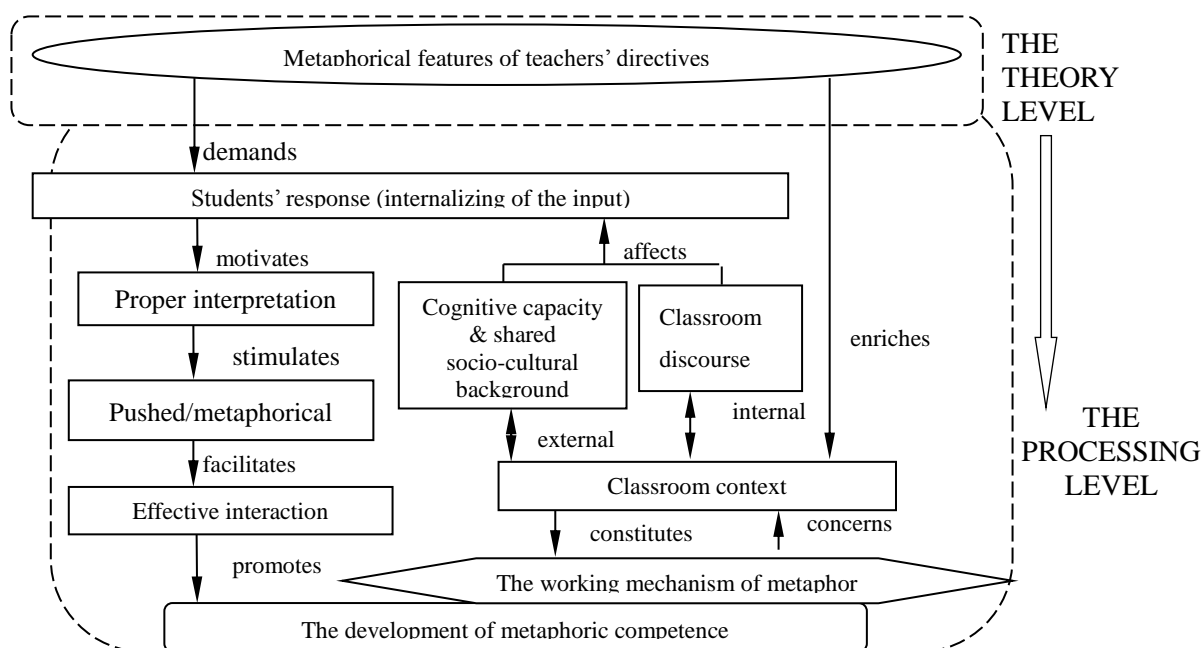 Metaphorical features of teachers’ directives
THE
THEORY
LEVEL
demands
Students’ response (internalizing of the input)
motivates
affects
Proper interpretation
Cognitive capacity
& shared
socio-cultural
background
Classroom
discourse
enriches
stimulates
Pushed/metaphorical
internal
external
THE
PROCESSING
LEVEL
facilitates
Effective interaction
Classroom context
constitutes
concerns
promotes
The working mechanism of metaphor
The development of metaphoric competence